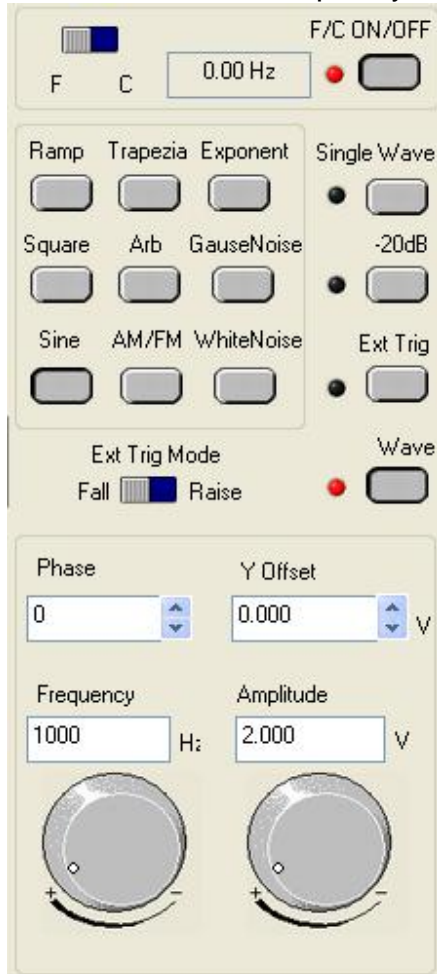 F/C ON/OFF
F C 0.00 Hz
Ramp Trapezia Exponent Single Wave
Square Arb GauseNoise -20dB
Sine AM/FM WhiteNoise Ext Trig
Ext Trig Mode Wave
Fall Raise
Phase Y Offset
0 0.000 V
Frequency Amplitude
1000 Hz 2.000 V
+ - + -